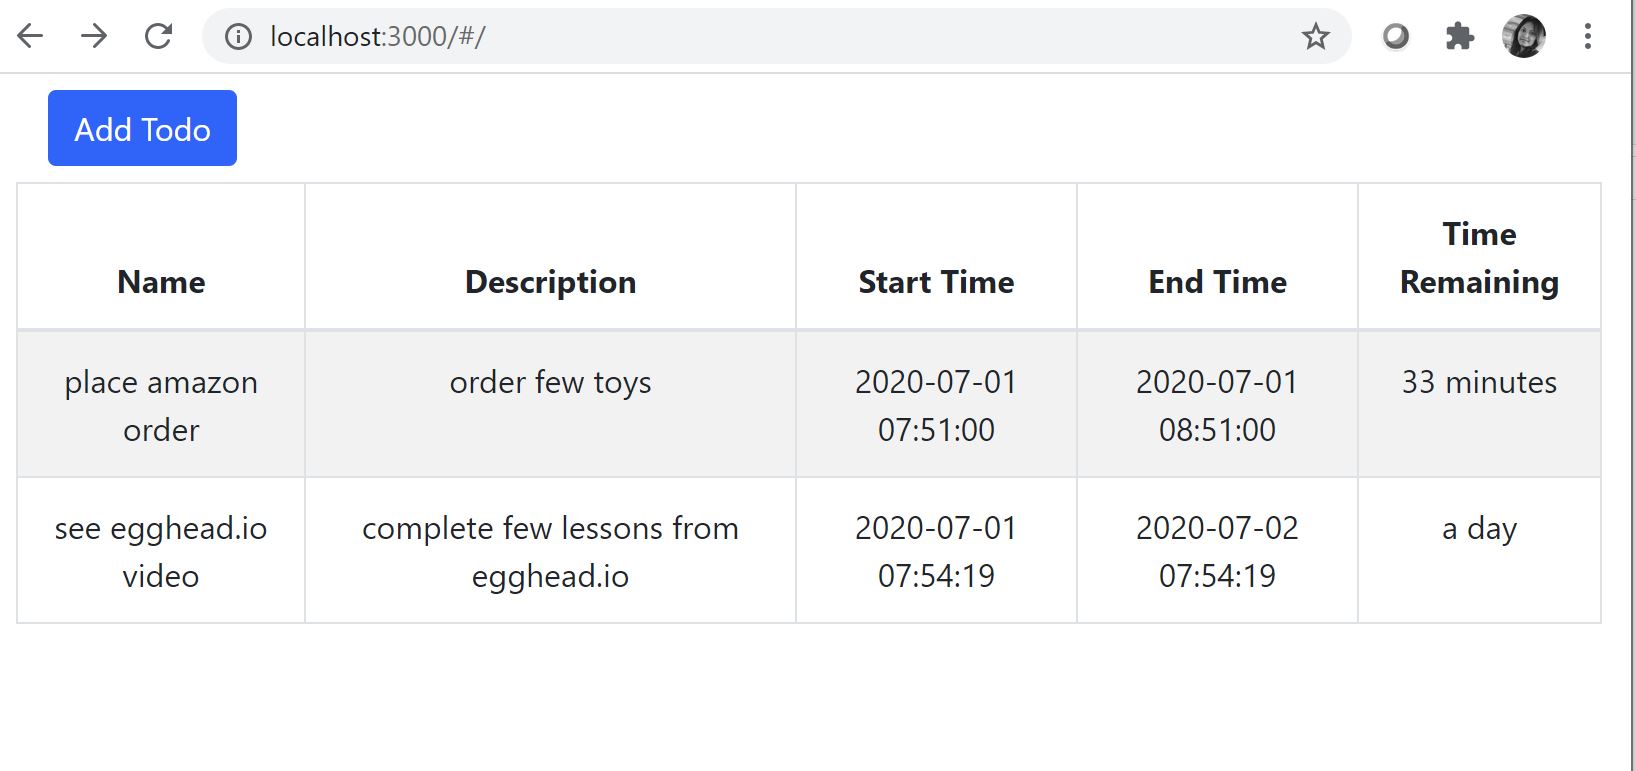 localhost:3000/#/
Add Todo
Name
Description
Start Time
End Time
Time
Remaining
place amazon
order
order few toys
2020-07-01
07:51:00
2020-07-01
08:51:00
33 minutes
see egghead.io
video
complete few lessons from
egghead.io
2020-07-01
07:54:19
2020-07-02
07:54:19
a day